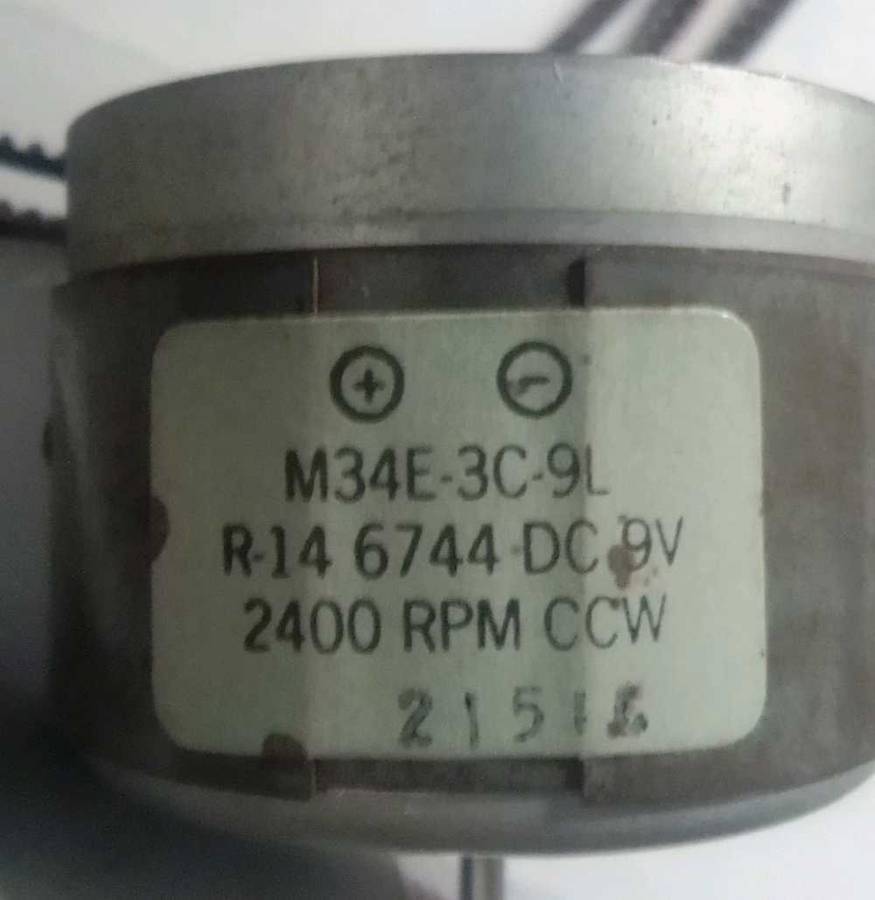 + -
M34E-3C-9L
R-14 6744 DC 9V
2400 RPM CCW